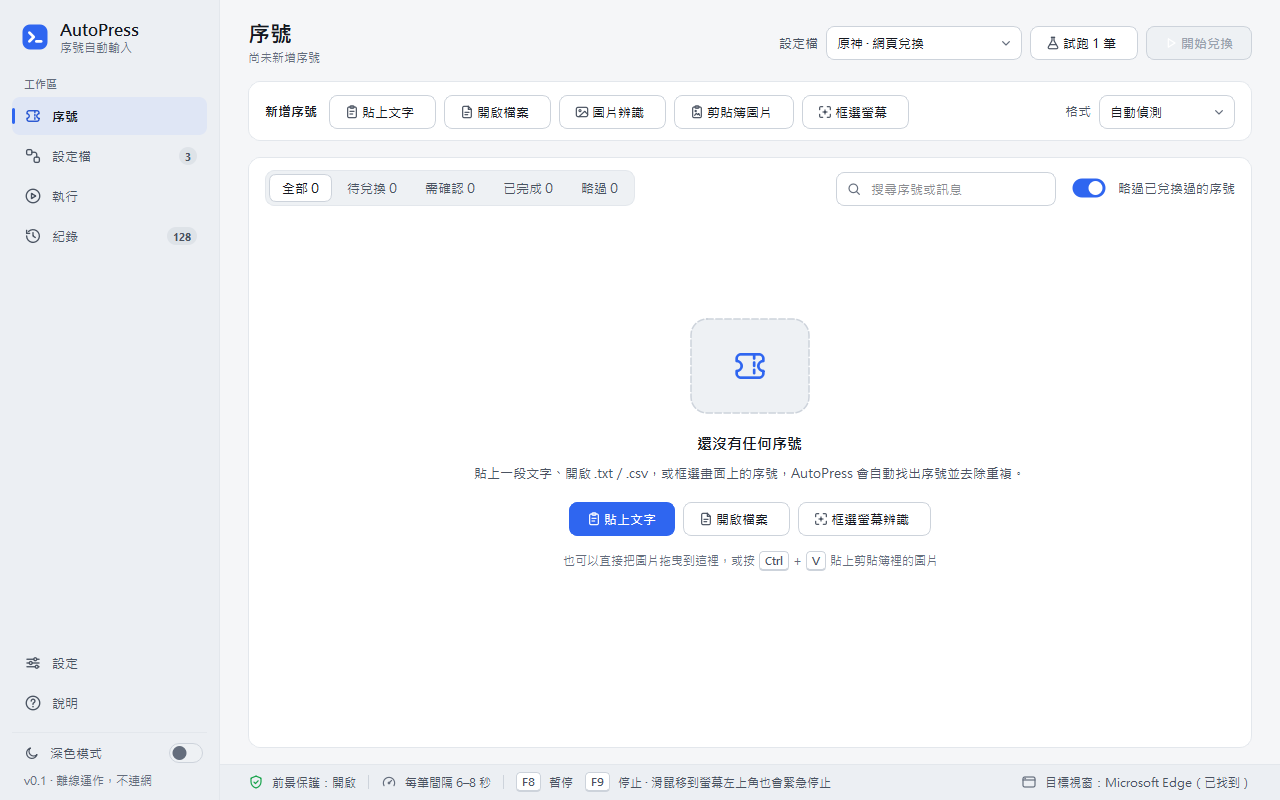 AutoPress
序號自動輸入
工作區
序號
設定檔 3
執行
紀錄 128
設定
說明
深色模式
v0.1 · 離線運作，不連網
序號
尚未新增序號
設定檔 原神 · 網頁兌換 試跑 1 筆 開始兌換
新增序號 貼上文字 開啟檔案 圖片辨識 剪貼簿圖片 框選螢幕 格式 自動偵測
全部 0 待兌換 0 需確認 0 已完成 0 略過 0 搜尋序號或訊息 略過已兌換過的序號
還沒有任何序號
貼上一段文字、開啟 .txt / .csv，或框選畫面上的序號，AutoPress 會自動找出序號並去除重複。
貼上文字 開啟檔案 框選螢幕辨識
也可以直接把圖片拖曳到這裡，或按 Ctrl + V 貼上剪貼簿裡的圖片
前景保護：開啟 每筆間隔 6–8 秒 F8 暫停 F9 停止 · 滑鼠移到螢幕左上角也會緊急停止 目標視窗：Microsoft Edge（已找到）